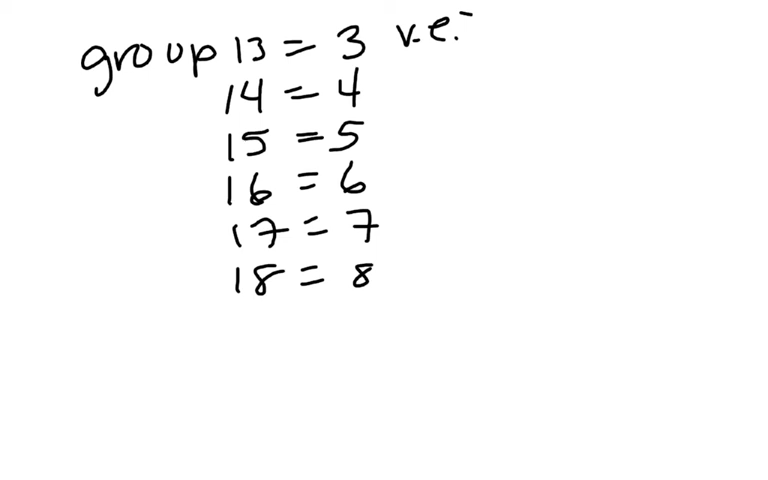 group 13 = 3 v.e.⁻
14 = 4
15 = 5
16 = 6
17 = 7
18 = 8